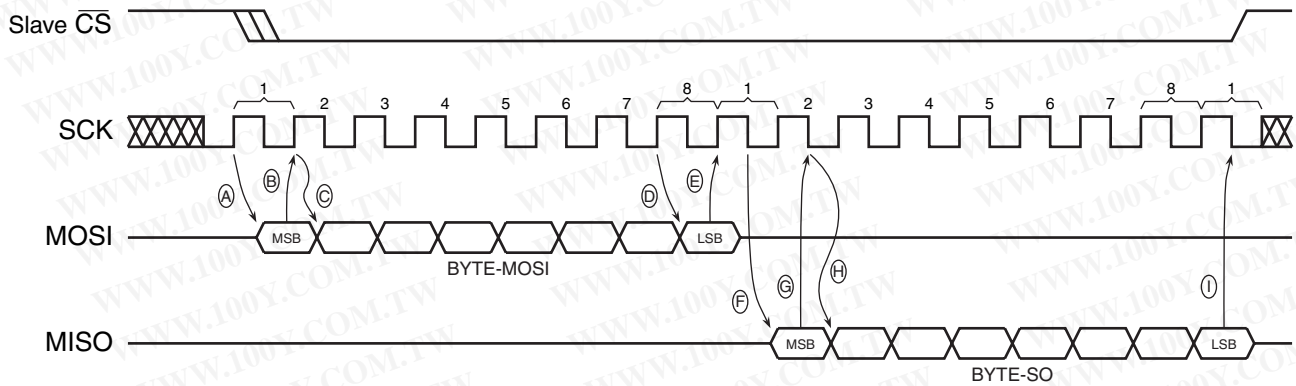 Slave CS
1 8 1 8 1
2 3 4 5 6 7 2 3 4 5 6 7
SCK
A B C D E
MOSI MSB LSB
BYTE-MOSI
F G H I
MISO MSB LSB
BYTE-SO
WWW.100Y.COM.TW